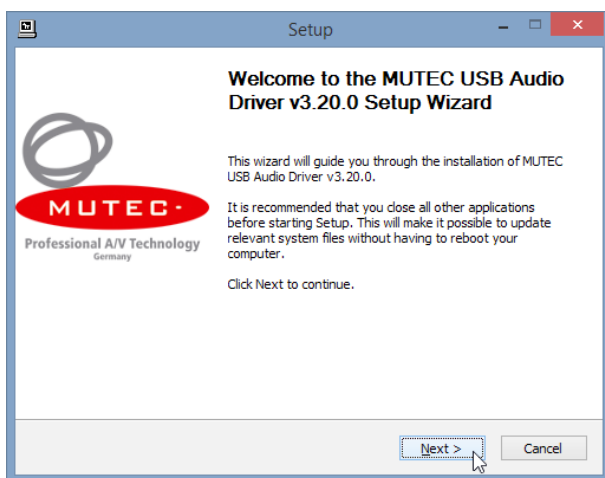 Setup
Welcome to the MUTEC USB Audio
Driver v3.20.0 Setup Wizard
This wizard will guide you through the installation of MUTEC
USB Audio Driver v3.20.0.
It is recommended that you close all other applications
before starting Setup. This will make it possible to update
relevant system files without having to reboot your
computer.
Click Next to continue.
MUTEC
Professional A/V Technology
Germany
Next >
Cancel